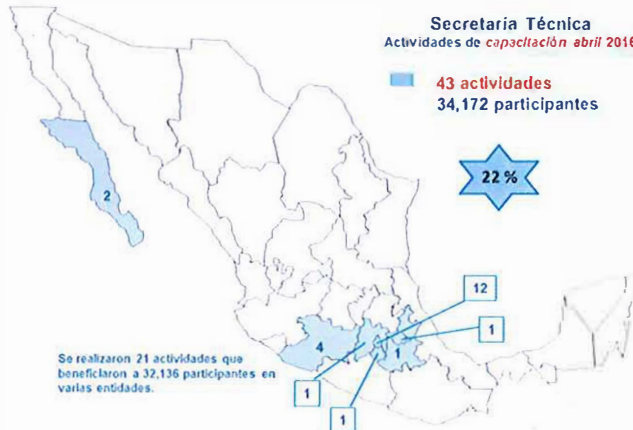 Secretaría Técnica
Actividades de capacitación abril 2016
43 actividades
34,172 participantes
22 %
2
12
1
4
1
Se realizaron 21 actividades que
beneficiaron a 32,136 participantes en
varias entidades.
1
1